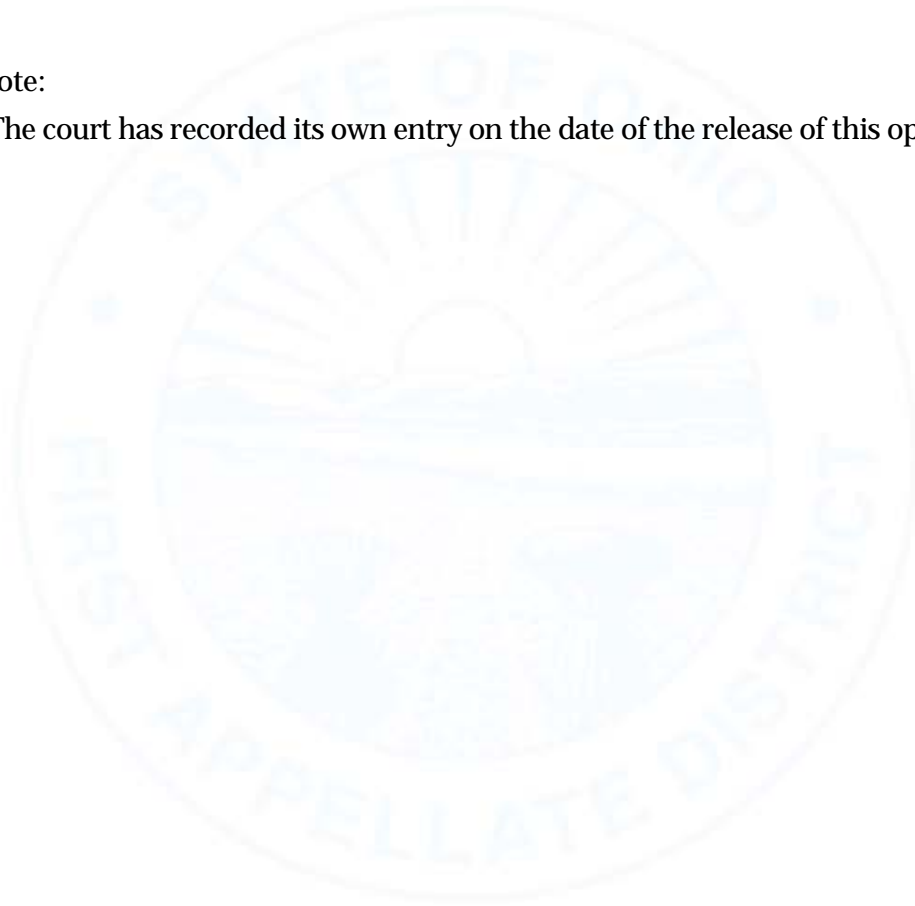 ote:
The court has recorded its own entry on the date of the release of this op
STATE OF OHIO
FIRST APPELLATE DISTRICT